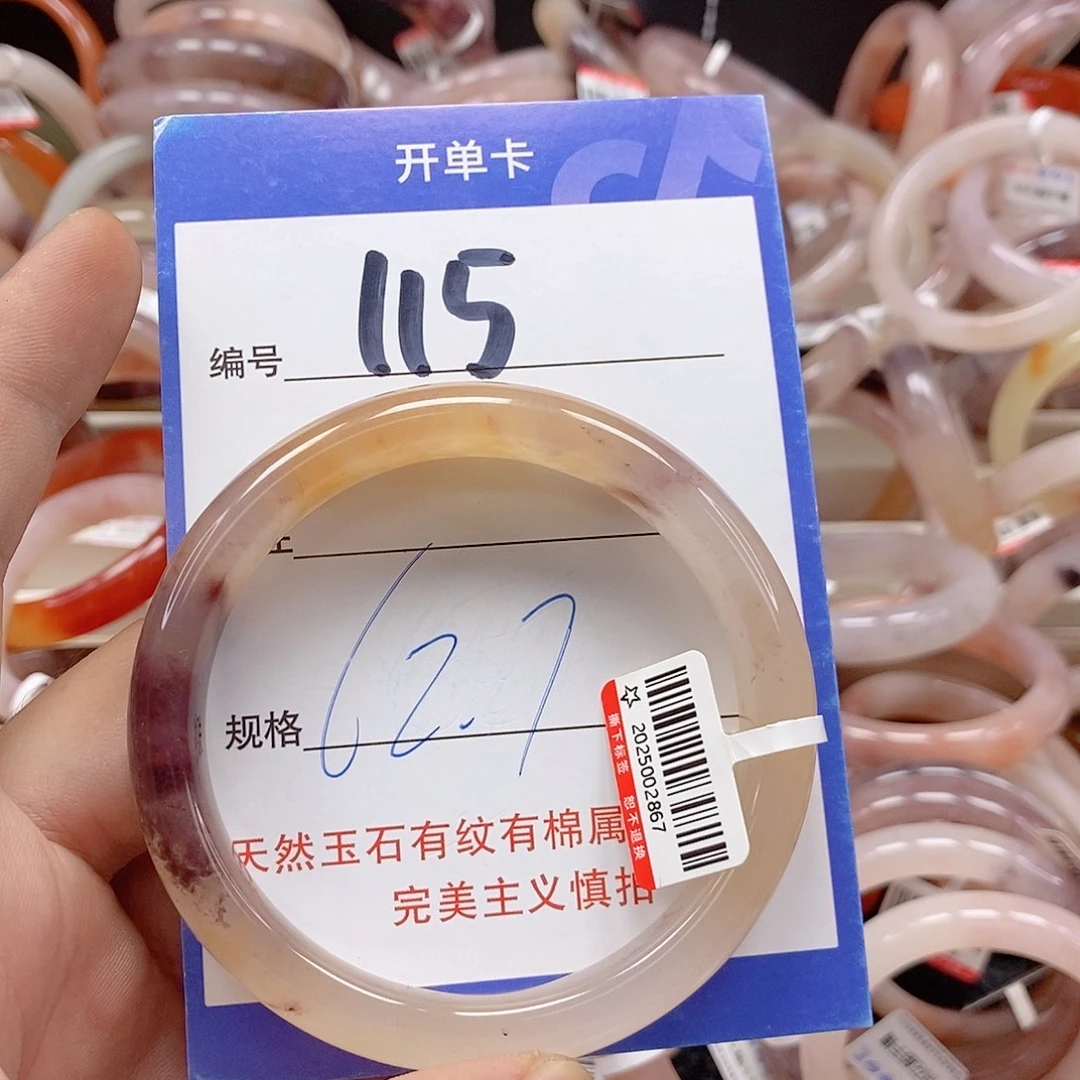 开单卡
编号 115
规格 62.7
天然玉石有纹有棉属
完美主义慎拍
2025002867
撕下标签 恕不退换